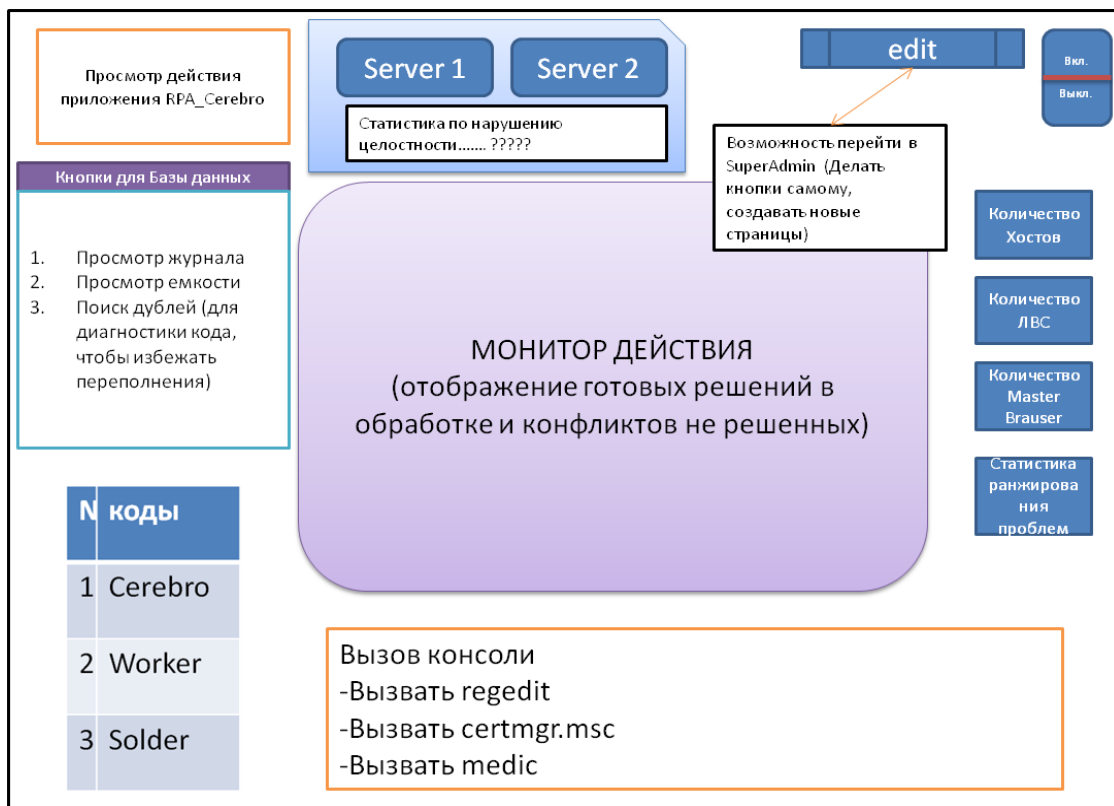 Просмотр действия
приложения RPA_Cerebro
Server 1
Server 2
Статистика по нарушению
целостности....... ?????
edit
Вкл.
Выкл.
Возможность перейти в
SuperAdmin (Делать
кнопки самому,
создавать новые
страницы)
Кнопки для Базы данных
1. Просмотр журнала
2. Просмотр емкости
3. Поиск дублей (для
диагностики кода,
чтобы избежать
переполнения)
МОНИТОР ДЕЙСТВИЯ
(отображение готовых решений в
обработке и конфликтов не решенных)
Количество
Хостов
Количество
ЛВС
Количество
Master
Brauser
Статистика
ранжирова
ния
проблем
N коды
1 Cerebro
2 Worker
3 Solder
Вызов консоли
-Вызвать regedit
-Вызвать certmgr.msc
-Вызвать medic